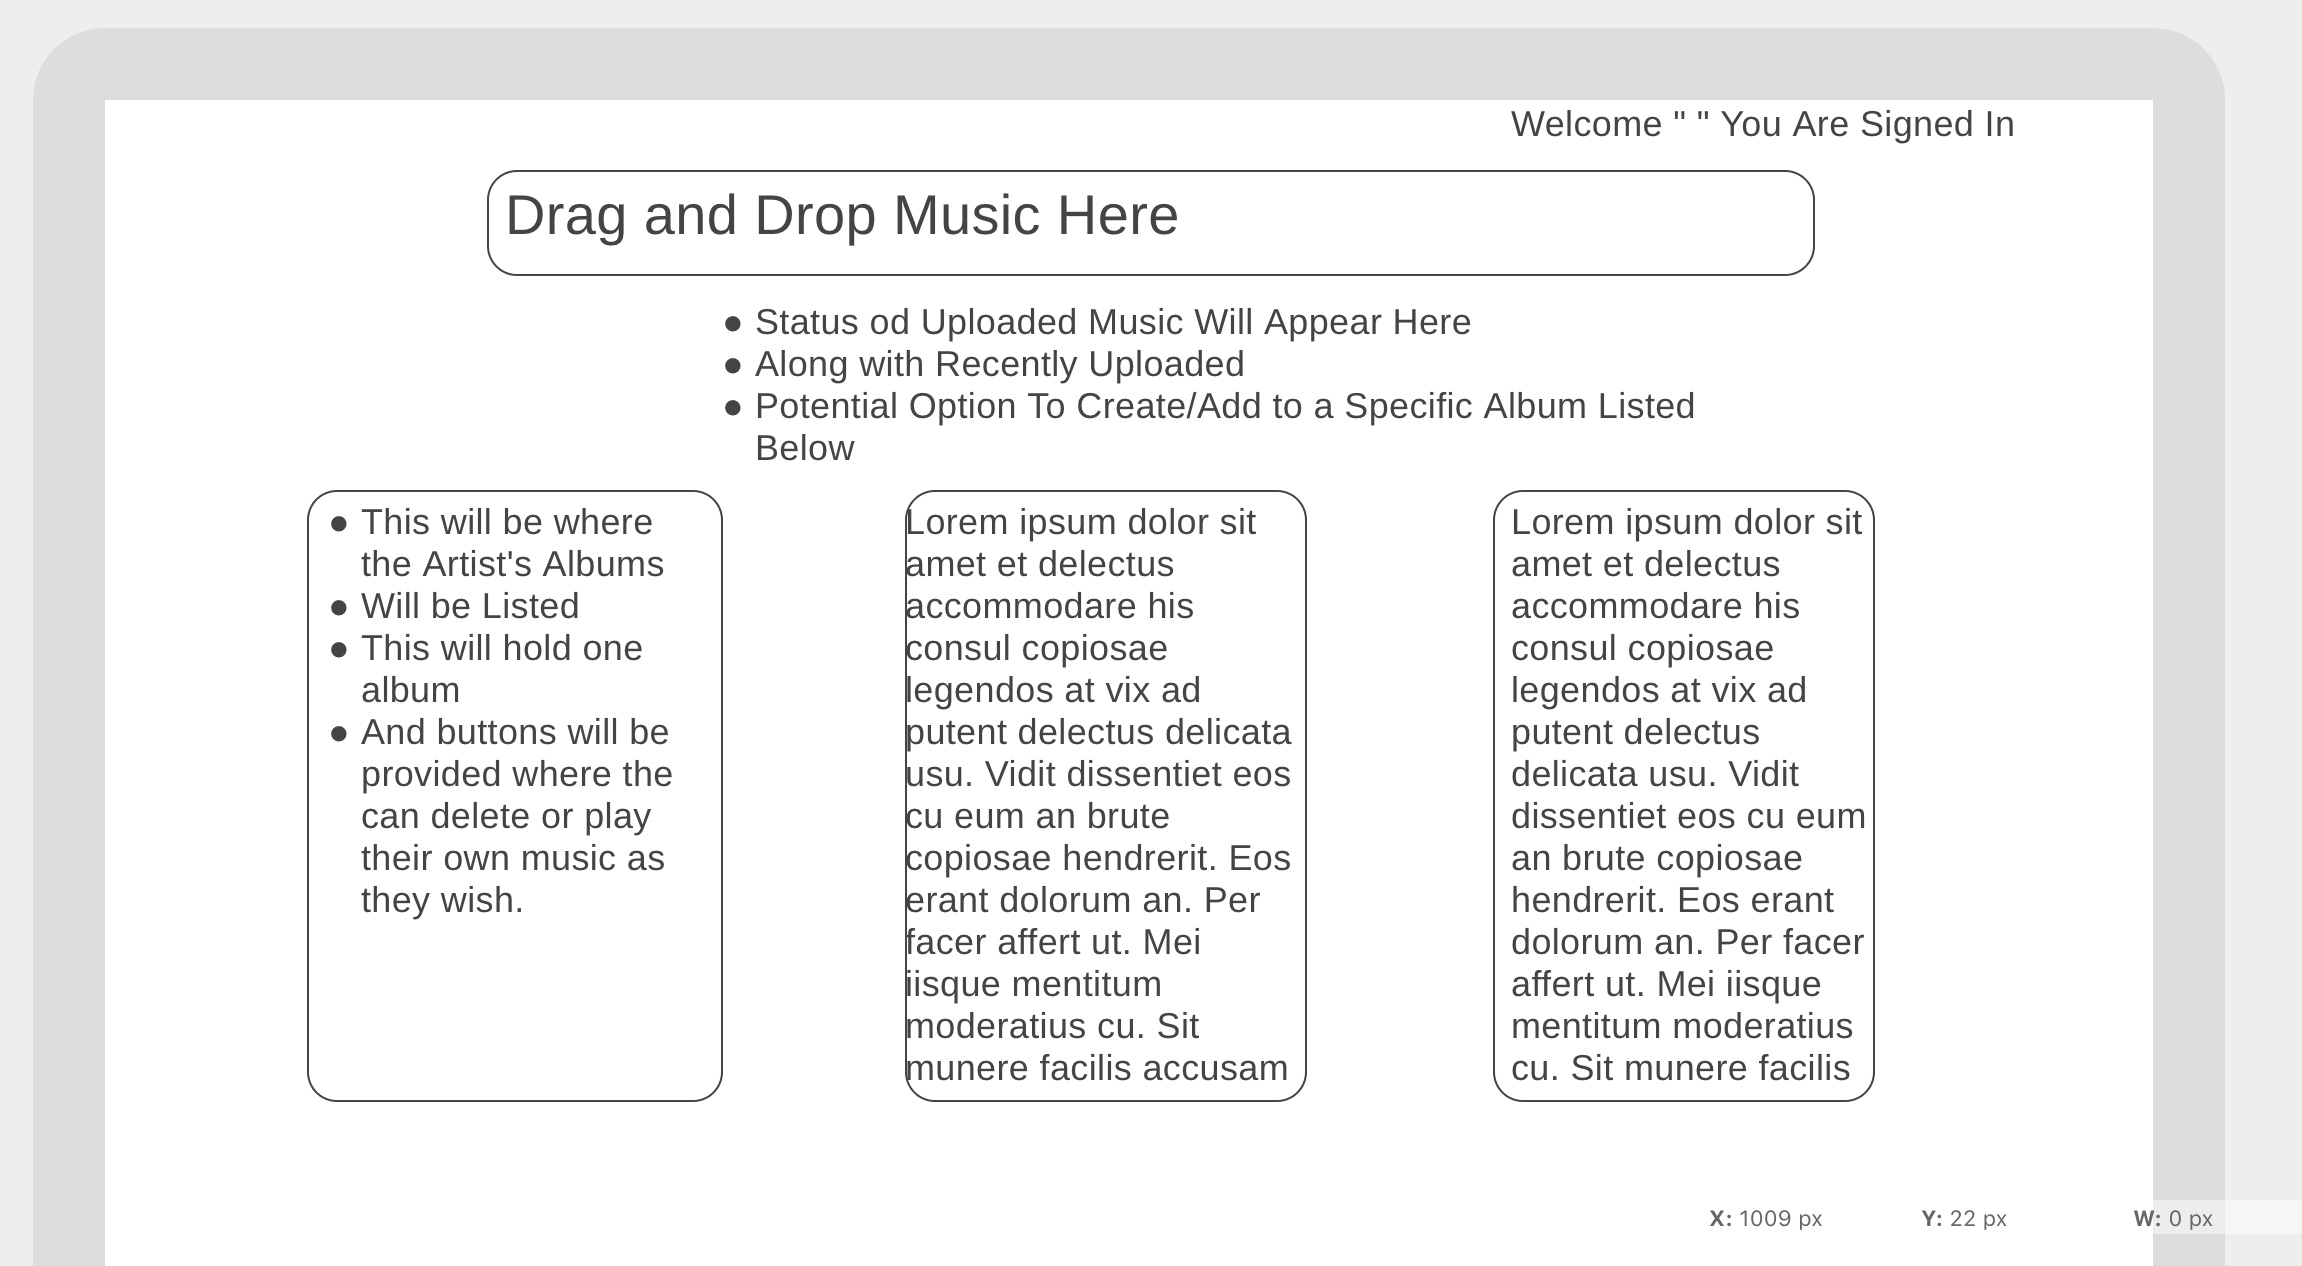 Welcome " " You Are Signed In
Drag and Drop Music Here
● Status od Uploaded Music Will Appear Here
● Along with Recently Uploaded
● Potential Option To Create/Add to a Specific Album Listed
Below
● This will be where
the Artist's Albums
● Will be Listed
● This will hold one
album
● And buttons will be
provided where the
can delete or play
their own music as
they wish.
Lorem ipsum dolor sit
amet et delectus
accommodare his
consul copiosae
legendos at vix ad
putent delectus delicata
usu. Vidit dissentiet eos
cu eum an brute
copiosae hendrerit. Eos
erant dolorum an. Per
facer affert ut. Mei
iisque mentitum
moderatius cu. Sit
munere facilis accusam
Lorem ipsum dolor sit
amet et delectus
accommodare his
consul copiosae
legendos at vix ad
putent delectus
delicata usu. Vidit
dissentiet eos cu eum
an brute copiosae
hendrerit. Eos erant
dolorum an. Per facer
affert ut. Mei iisque
mentitum moderatius
cu. Sit munere facilis
X: 1009 px Y: 22 px W: 0 px